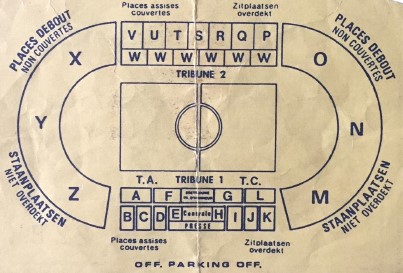 Places assises couvertes
Zitplaatsen overdekt
PLACES DEBOUT
NON COUVERTES
PLACES DEBOUT
NON COUVERTES
V U T S R Q P
W W W W W W W
TRIBUNE 2
X
Y
Z
O
N
M
TRIBUNE 1
T.A.
T.C.
A F G L
B C D E Centrale H I J K
PRESSE
STAANPLAATSEN
NIET OVERDEKT
STAANPLAATSEN
NIET OVERDEKT
Places assises couvertes
Zitplaatsen overdekt
OFF. PARKING OFF.